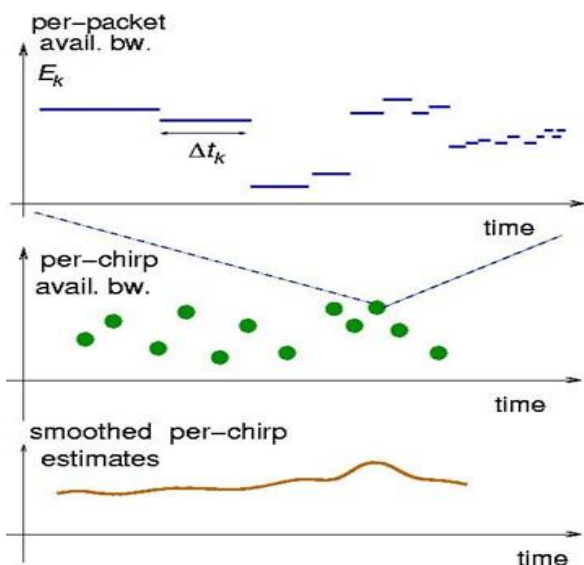 per−packet
avail. bw.
E_k
Δt_k
time
per−chirp
avail. bw.
time
smoothed per−chirp
estimates
time